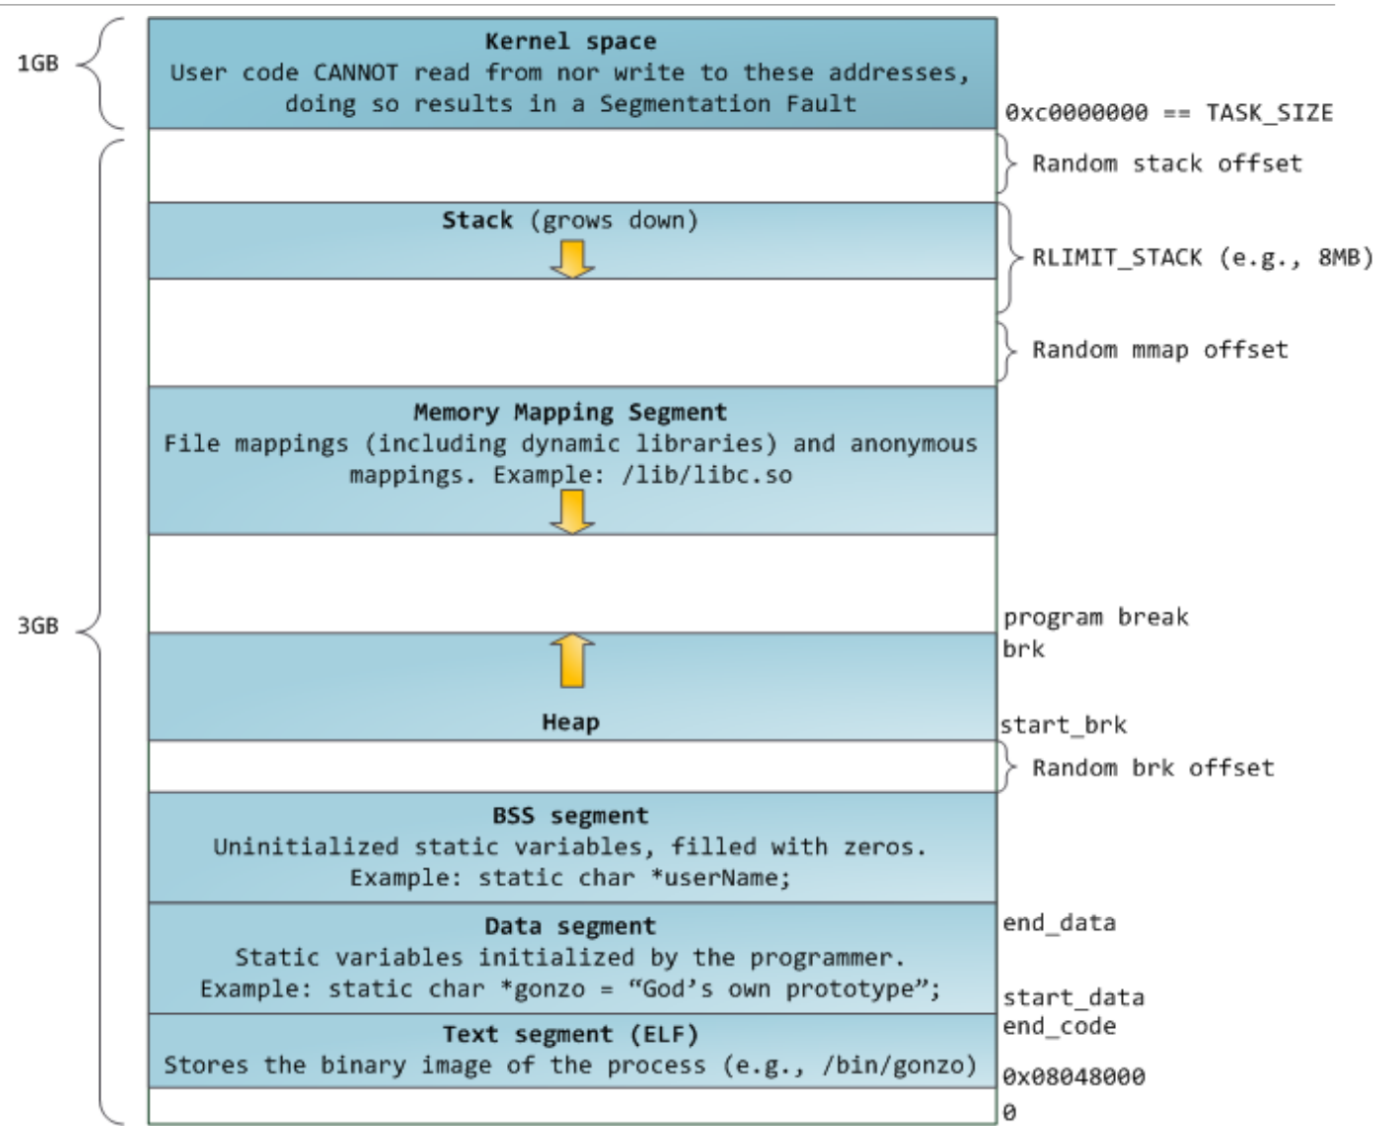 1GB
Kernel space
User code CANNOT read from nor write to these addresses,
doing so results in a Segmentation Fault
0xc0000000 == TASK_SIZE
Random stack offset
Stack (grows down)
RLIMIT_STACK (e.g., 8MB)
Random mmap offset
Memory Mapping Segment
File mappings (including dynamic libraries) and anonymous
mappings. Example: /lib/libc.so
3GB
program break
brk
Heap
start_brk
Random brk offset
BSS segment
Uninitialized static variables, filled with zeros.
Example: static char *userName;
Data segment
end_data
Static variables initialized by the programmer.
Example: static char *gonzo = “God’s own prototype”;
start_data
end_code
Text segment (ELF)
Stores the binary image of the process (e.g., /bin/gonzo)
0x08048000
0